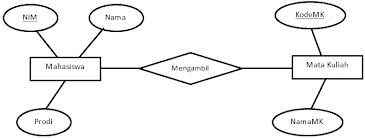 NIM
Nama
KodeMK
Mahasiswa
Mengambil
Mata Kuliah
Prodi
NamaMK